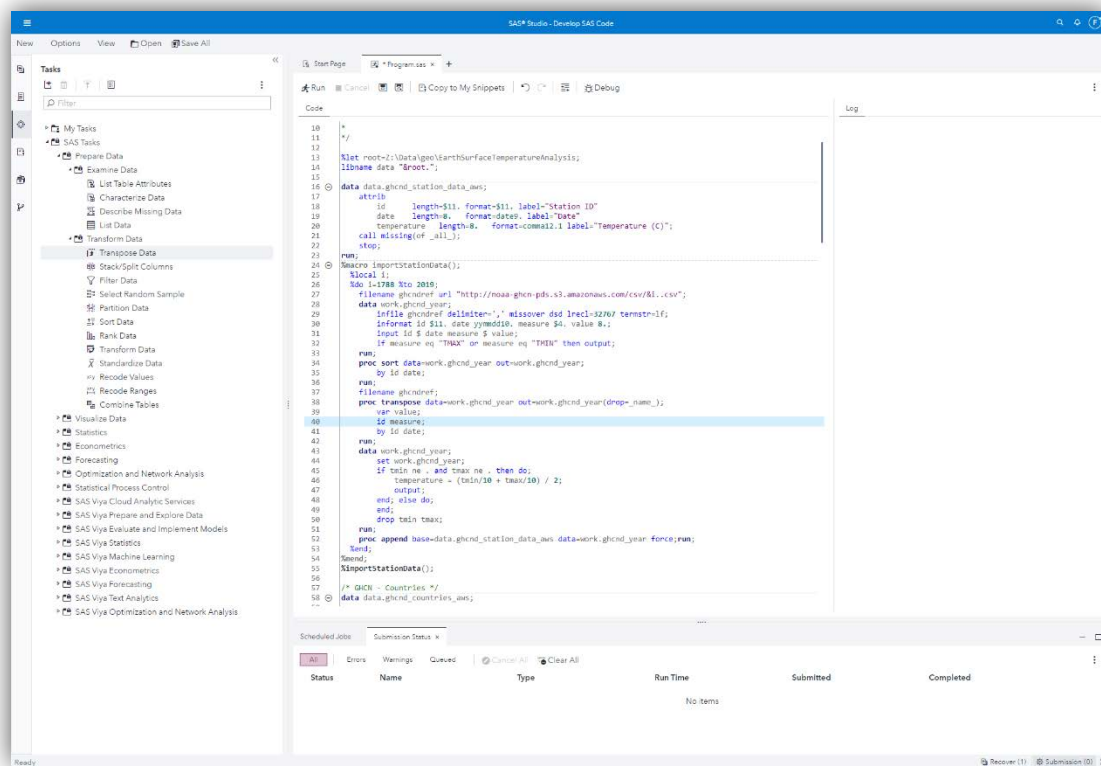 SAS® Studio - Develop SAS Code
F
New Options View Open Save All
Tasks
Filter
My Tasks
SAS Tasks
Prepare Data
Examine Data
List Table Attributes
Characterize Data
Describe Missing Data
List Data
Transform Data
Transpose Data
Stack/Split Columns
Filter Data
Select Random Sample
Partition Data
Sort Data
Rank Data
Transform Data
Standardize Data
Recode Values
Recode Ranges
Combine Tables
Visualize Data
Statistics
Econometrics
Forecasting
Optimization and Network Analysis
Statistical Process Control
SAS Viya Cloud Analytic Services
SAS Viya Prepare and Explore Data
SAS Viya Evaluate and Implement Models
SAS Viya Statistics
SAS Viya Machine Learning
SAS Viya Econometrics
SAS Viya Forecasting
SAS Viya Text Analytics
SAS Viya Optimization and Network Analysis
Start Page * Program.sas × +
Run Cancel Copy to My Snippets Debug
Code
10 *
11 */
12
13 %let root=Z:\Data\geo\EarthSurfaceTemperatureAnalysis;
14 libname data "&root.";
15
16 data data.ghcnd_station_data_aws;
17 attrib
18 id length=$11. format=$11. label="Station ID"
19 date length=8. format=date9. label="Date"
20 temperature length=8. format=comma12.1 label="Temperature (C)";
21 call missing(of _all_);
22 stop;
23 run;
24 %macro importStationData();
25 %local i;
26 %do i=1788 %to 2019;
27 filename ghcndref url "http://noaa-ghcn-pds.s3.amazonaws.com/csv/&i..csv";
28 data work.ghcnd_year;
29 infile ghcndref delimiter=',' missover dsd lrecl=32767 termstr=lf;
30 informat id $11. date yymmdd10. measure $4. value 8.;
31 input id $ date measure $ value;
32 if measure eq "TMAX" or measure eq "TMIN" then output;
33 run;
34 proc sort data=work.ghcnd_year out=work.ghcnd_year;
35 by id date;
36 run;
37 filename ghcndref;
38 proc transpose data=work.ghcnd_year out=work.ghcnd_year(drop=_name_);
39 var value;
40 id measure;
41 by id date;
42 run;
43 data work.ghcnd_year;
44 set work.ghcnd_year;
45 if tmin ne . and tmax ne . then do;
46 temperature = (tmin/10 + tmax/10) / 2;
47 output;
48 end; else do;
49 end;
50 drop tmin tmax;
51 run;
52 proc append base=data.ghcnd_station_data_aws data=work.ghcnd_year force;run;
53 %end;
54 %mend;
55 %importStationData();
56
57 /* GHCN - Countries */
58 data data.ghcnd_countries_aws;
Log
Scheduled Jobs Submission Status ×
All Errors Warnings Queued Cancel All Clear All
Status Name Type Run Time Submitted Completed
No items
Ready Recover (1) Submission (0)